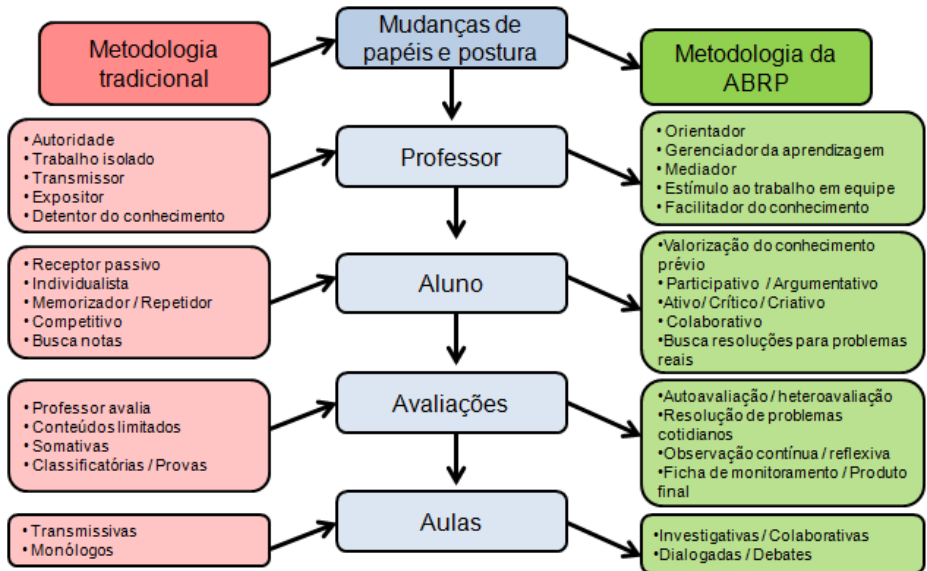 Metodologia
tradicional
Mudanças de
papéis e postura
Metodologia da
ABRP
• Autoridade
• Trabalho isolado
• Transmissor
• Expositor
• Detentor do conhecimento
Professor
• Orientador
• Gerenciador da aprendizagem
• Mediador
• Estímulo ao trabalho em equipe
• Facilitador do conhecimento
• Receptor passivo
• Individualista
• Memorizador / Repetidor
• Competitivo
• Busca notas
Aluno
•Valorização do conhecimento
prévio
• Participativo / Argumentativo
• Ativo/ Crítico / Criativo
• Colaborativo
•Busca resoluções para problemas
reais
• Professor avalia
• Conteúdos limitados
• Somativas
• Classificatórias / Provas
Avaliações
•Autoavaliação / heteroavaliação
•Resolução de problemas
cotidianos
•Observação contínua / reflexiva
•Ficha de monitoramento / Produto
final
• Transmissivas
• Monólogos
Aulas
•Investigativas / Colaborativas
•Dialogadas / Debates